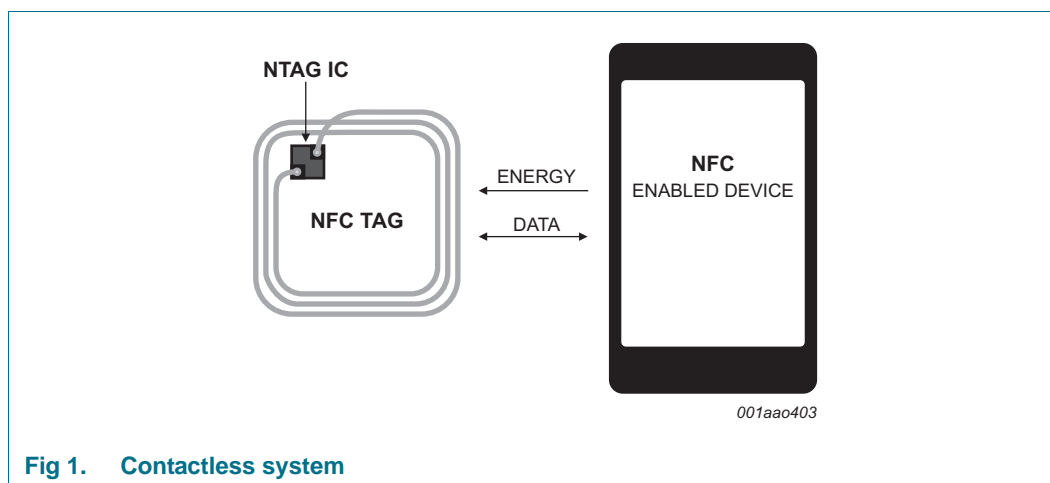 NTAG IC
NFC TAG
ENERGY
DATA
NFC
ENABLED DEVICE
001aao403
Fig 1. Contactless system